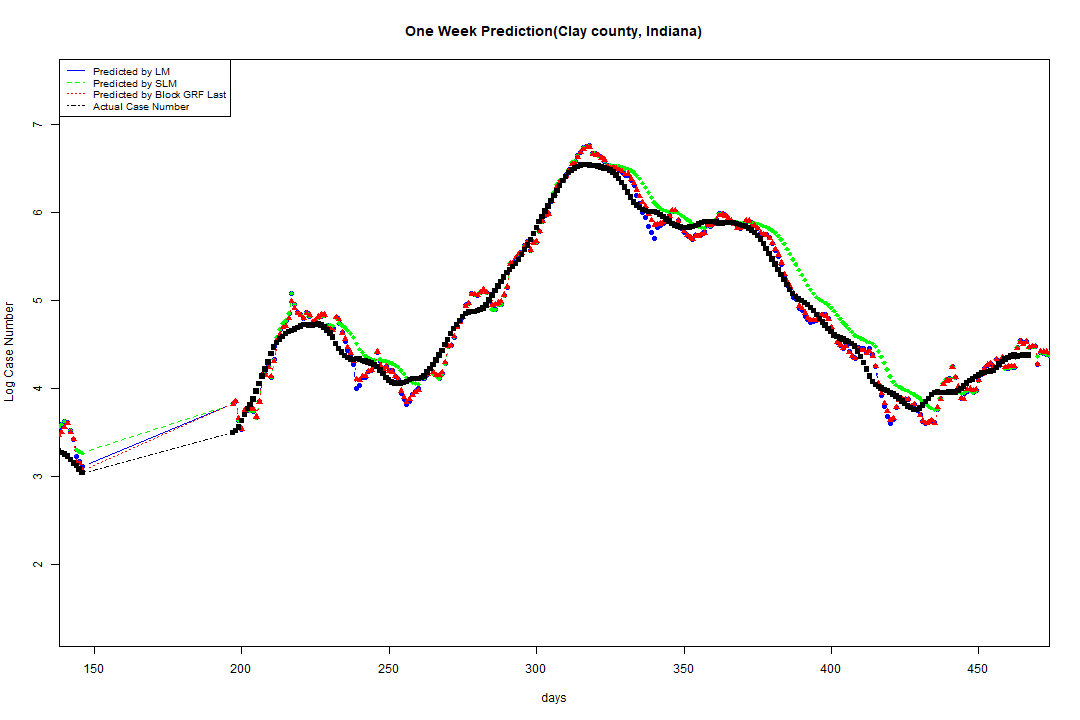 One Week Prediction(Clay county, Indiana)
Predicted by LM
Predicted by SLM
Predicted by Block GRF Last
Actual Case Number
7
6
5
4
3
2
Log Case Number
150 200 250 300 350 400 450
days